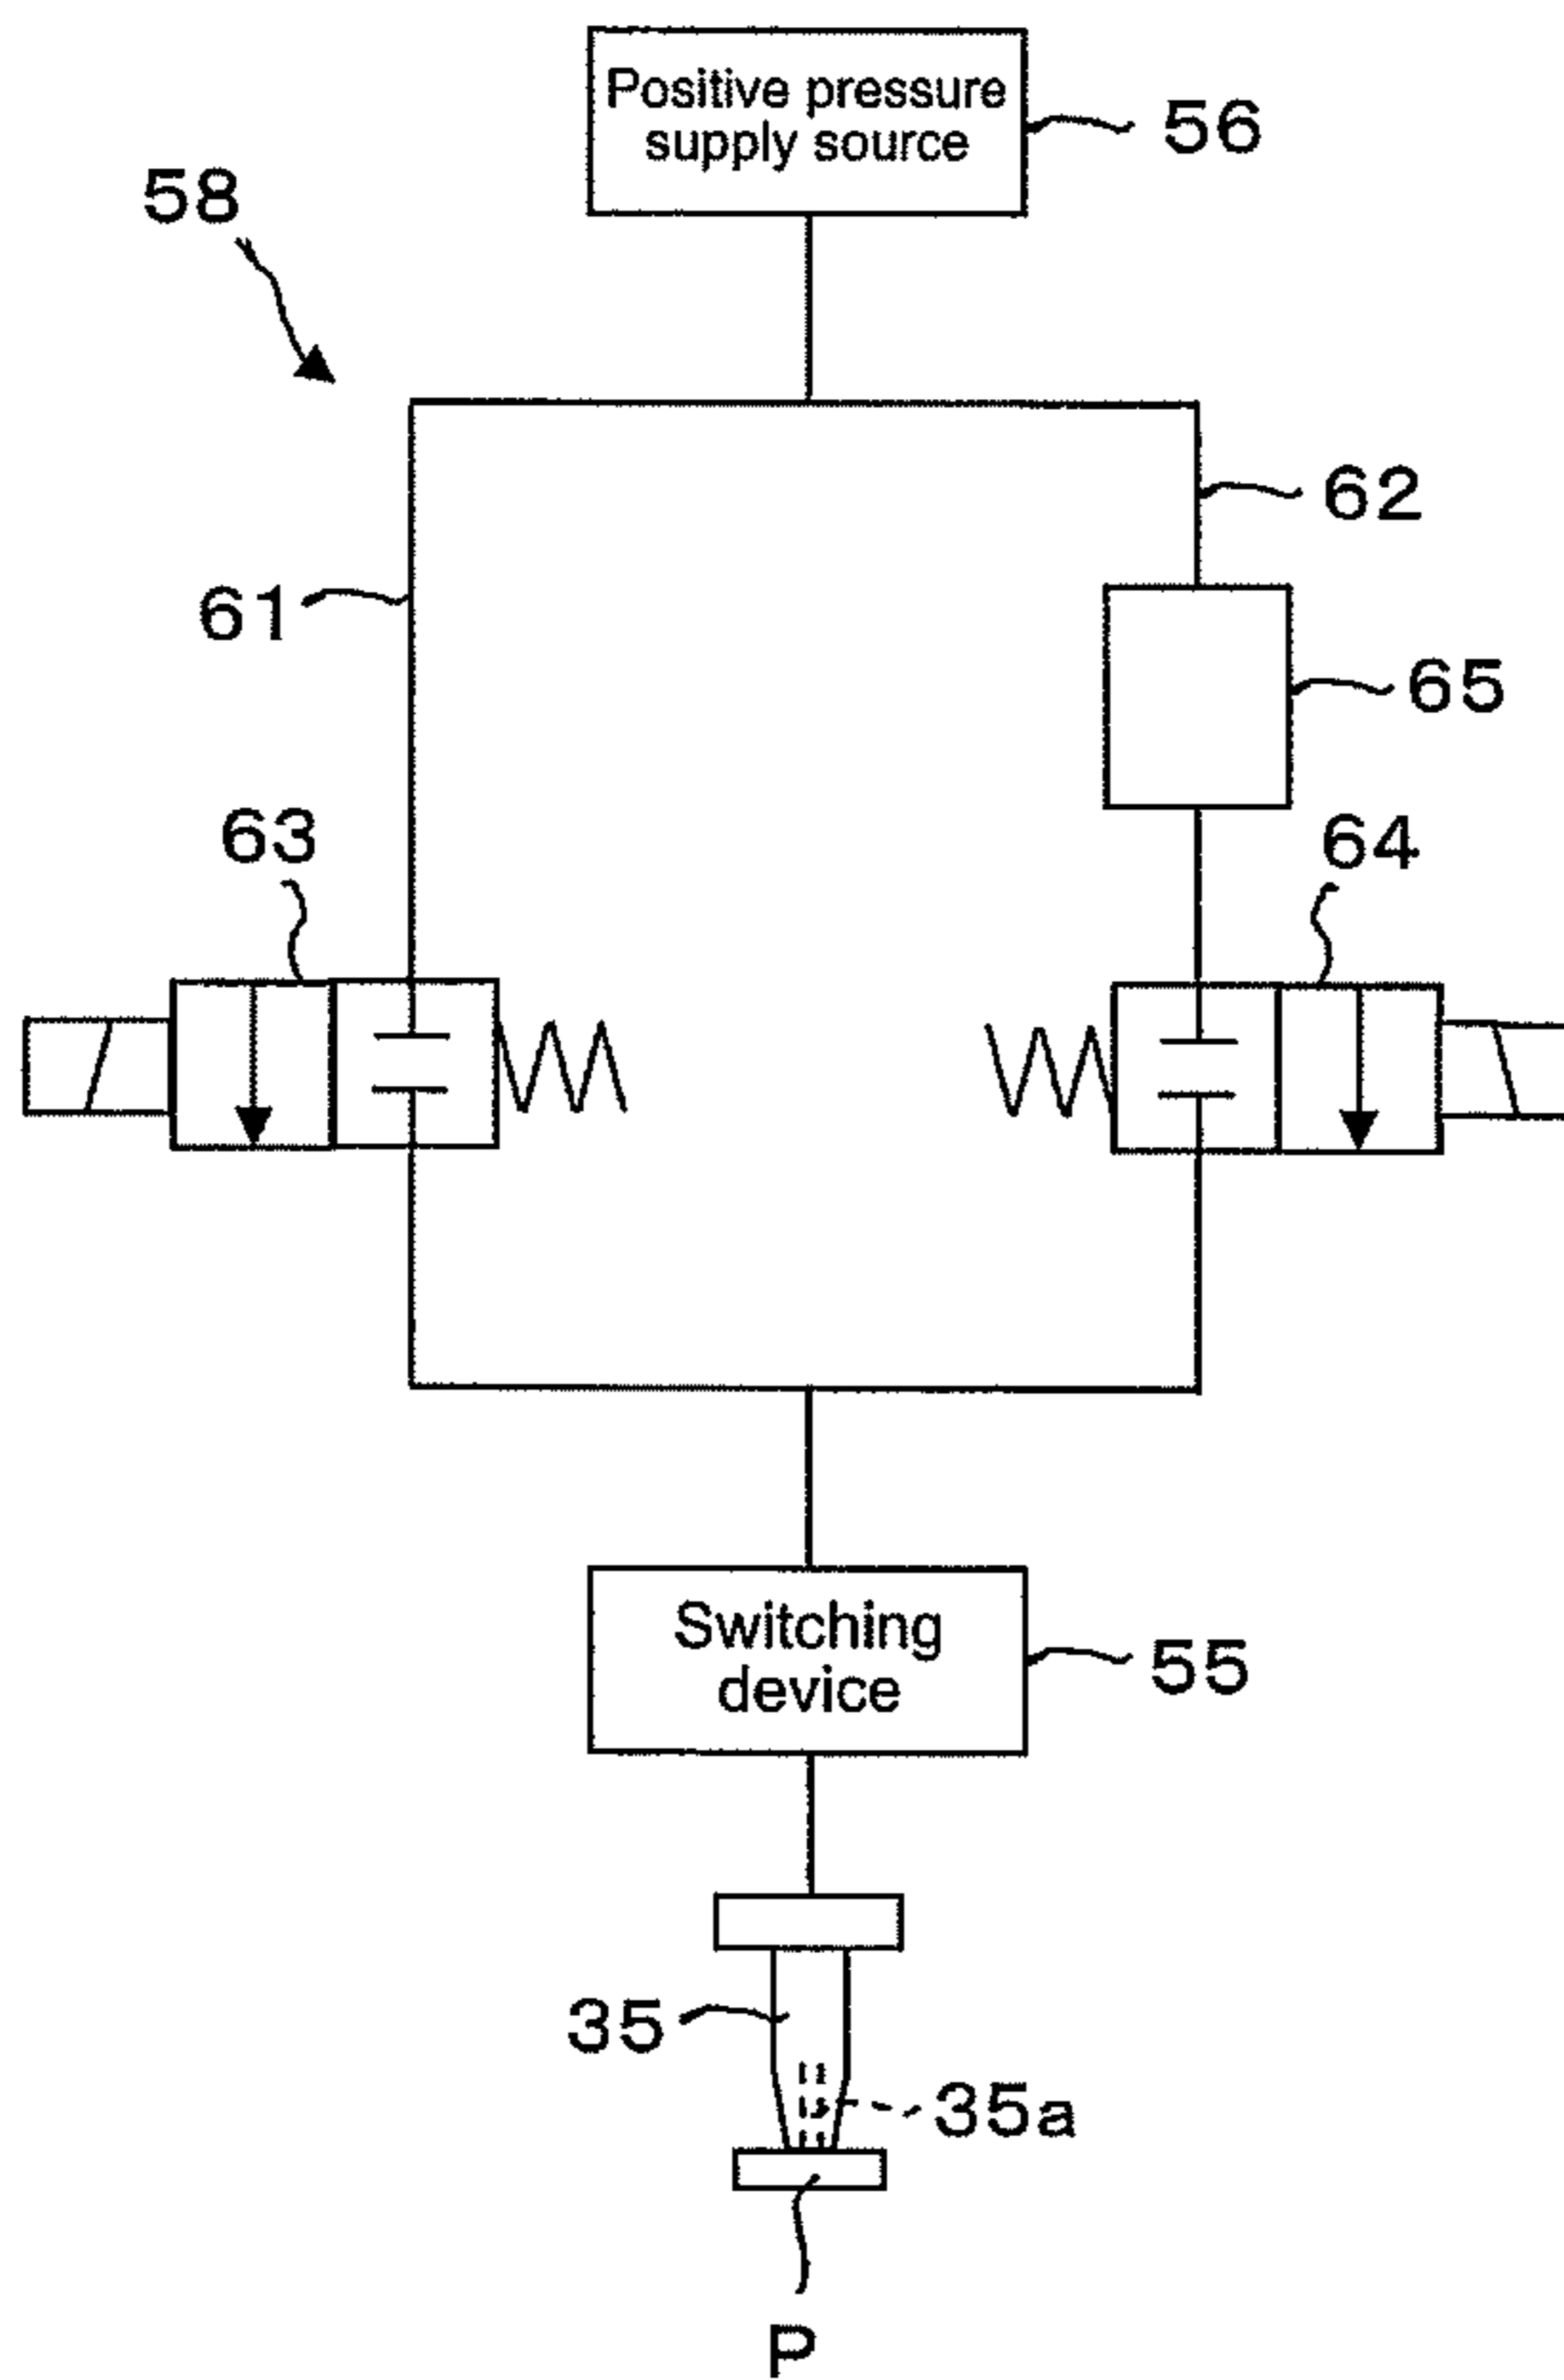 Positive pressure
supply source
56
58
62
61
65
63
64
Switching
device
55
35
35a
P